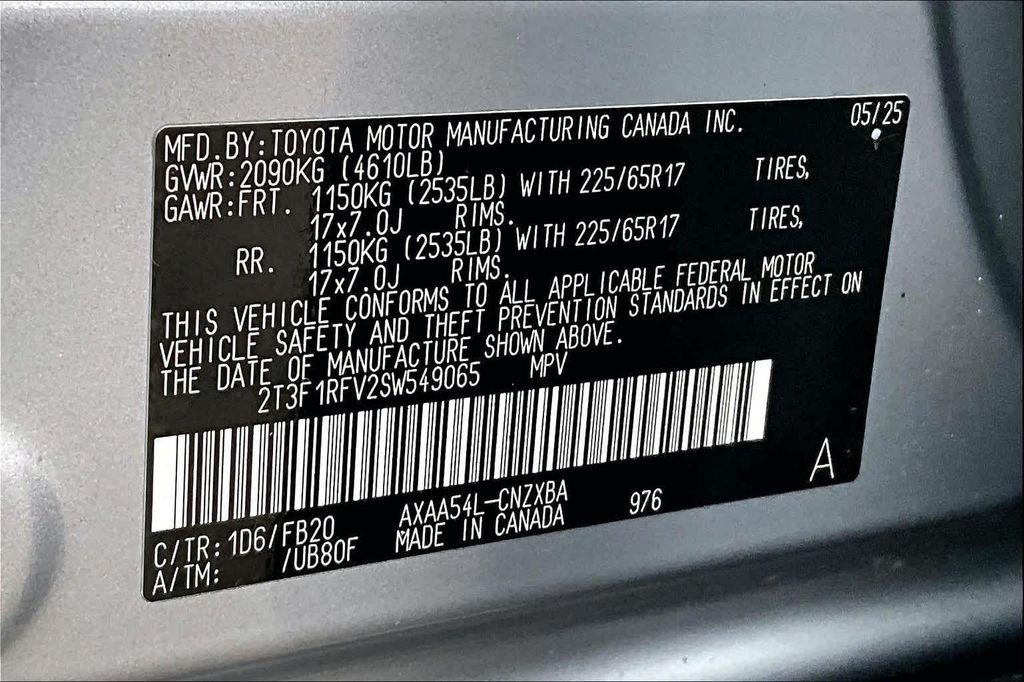 MFD. BY: TOYOTA MOTOR MANUFACTURING CANADA INC. 05/25
GVWR: 2090KG (4610LB)
GAWR: FRT. 1150KG (2535LB) WITH 225/65R17 TIRES,
17x7.0J RIMS.
RR. 1150KG (2535LB) WITH 225/65R17 TIRES,
17x7.0J RIMS.
THIS VEHICLE CONFORMS TO ALL APPLICABLE FEDERAL MOTOR
VEHICLE SAFETY AND THEFT PREVENTION STANDARDS IN EFFECT ON
THE DATE OF MANUFACTURE SHOWN ABOVE.
2T3F1RFV2SW549065 MPV
A
C/TR: 1D6/FB20 AXAA54L-CNZXBA 976
A/TM: /UB80F MADE IN CANADA